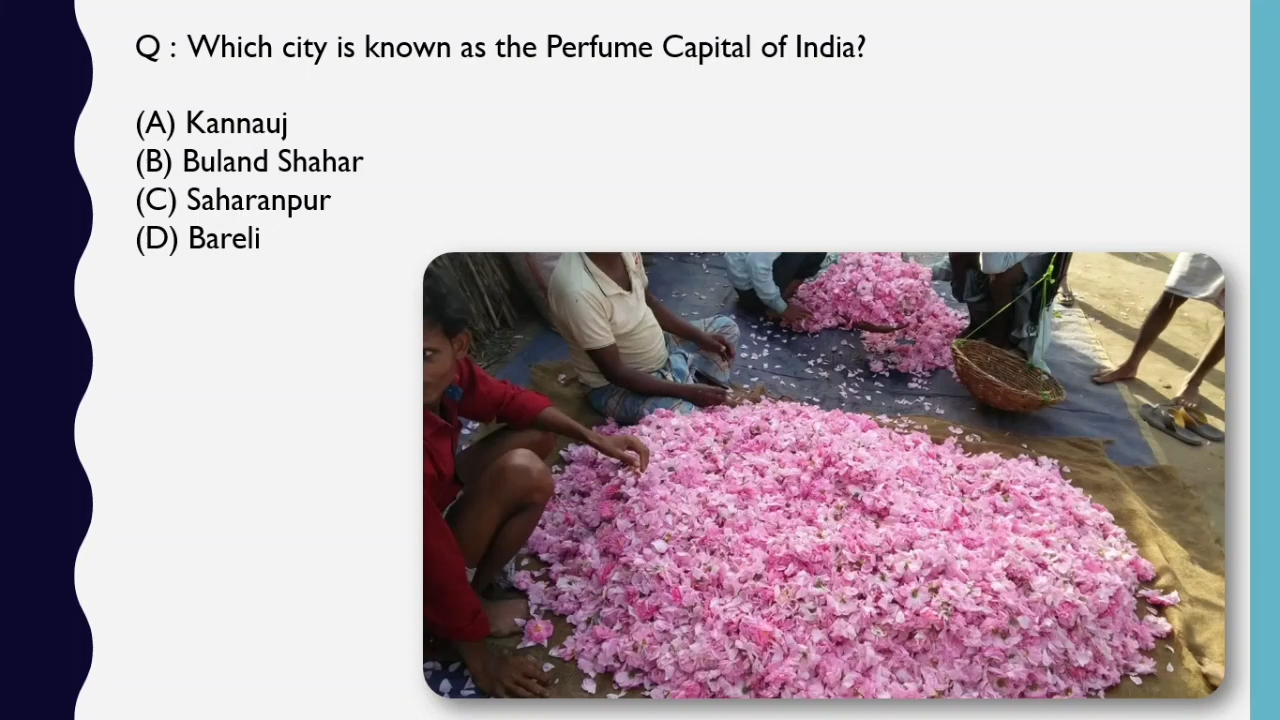 Q : Which city is known as the Perfume Capital of India?
(A) Kannauj
(B) Buland Shahar
(C) Saharanpur
(D) Bareli